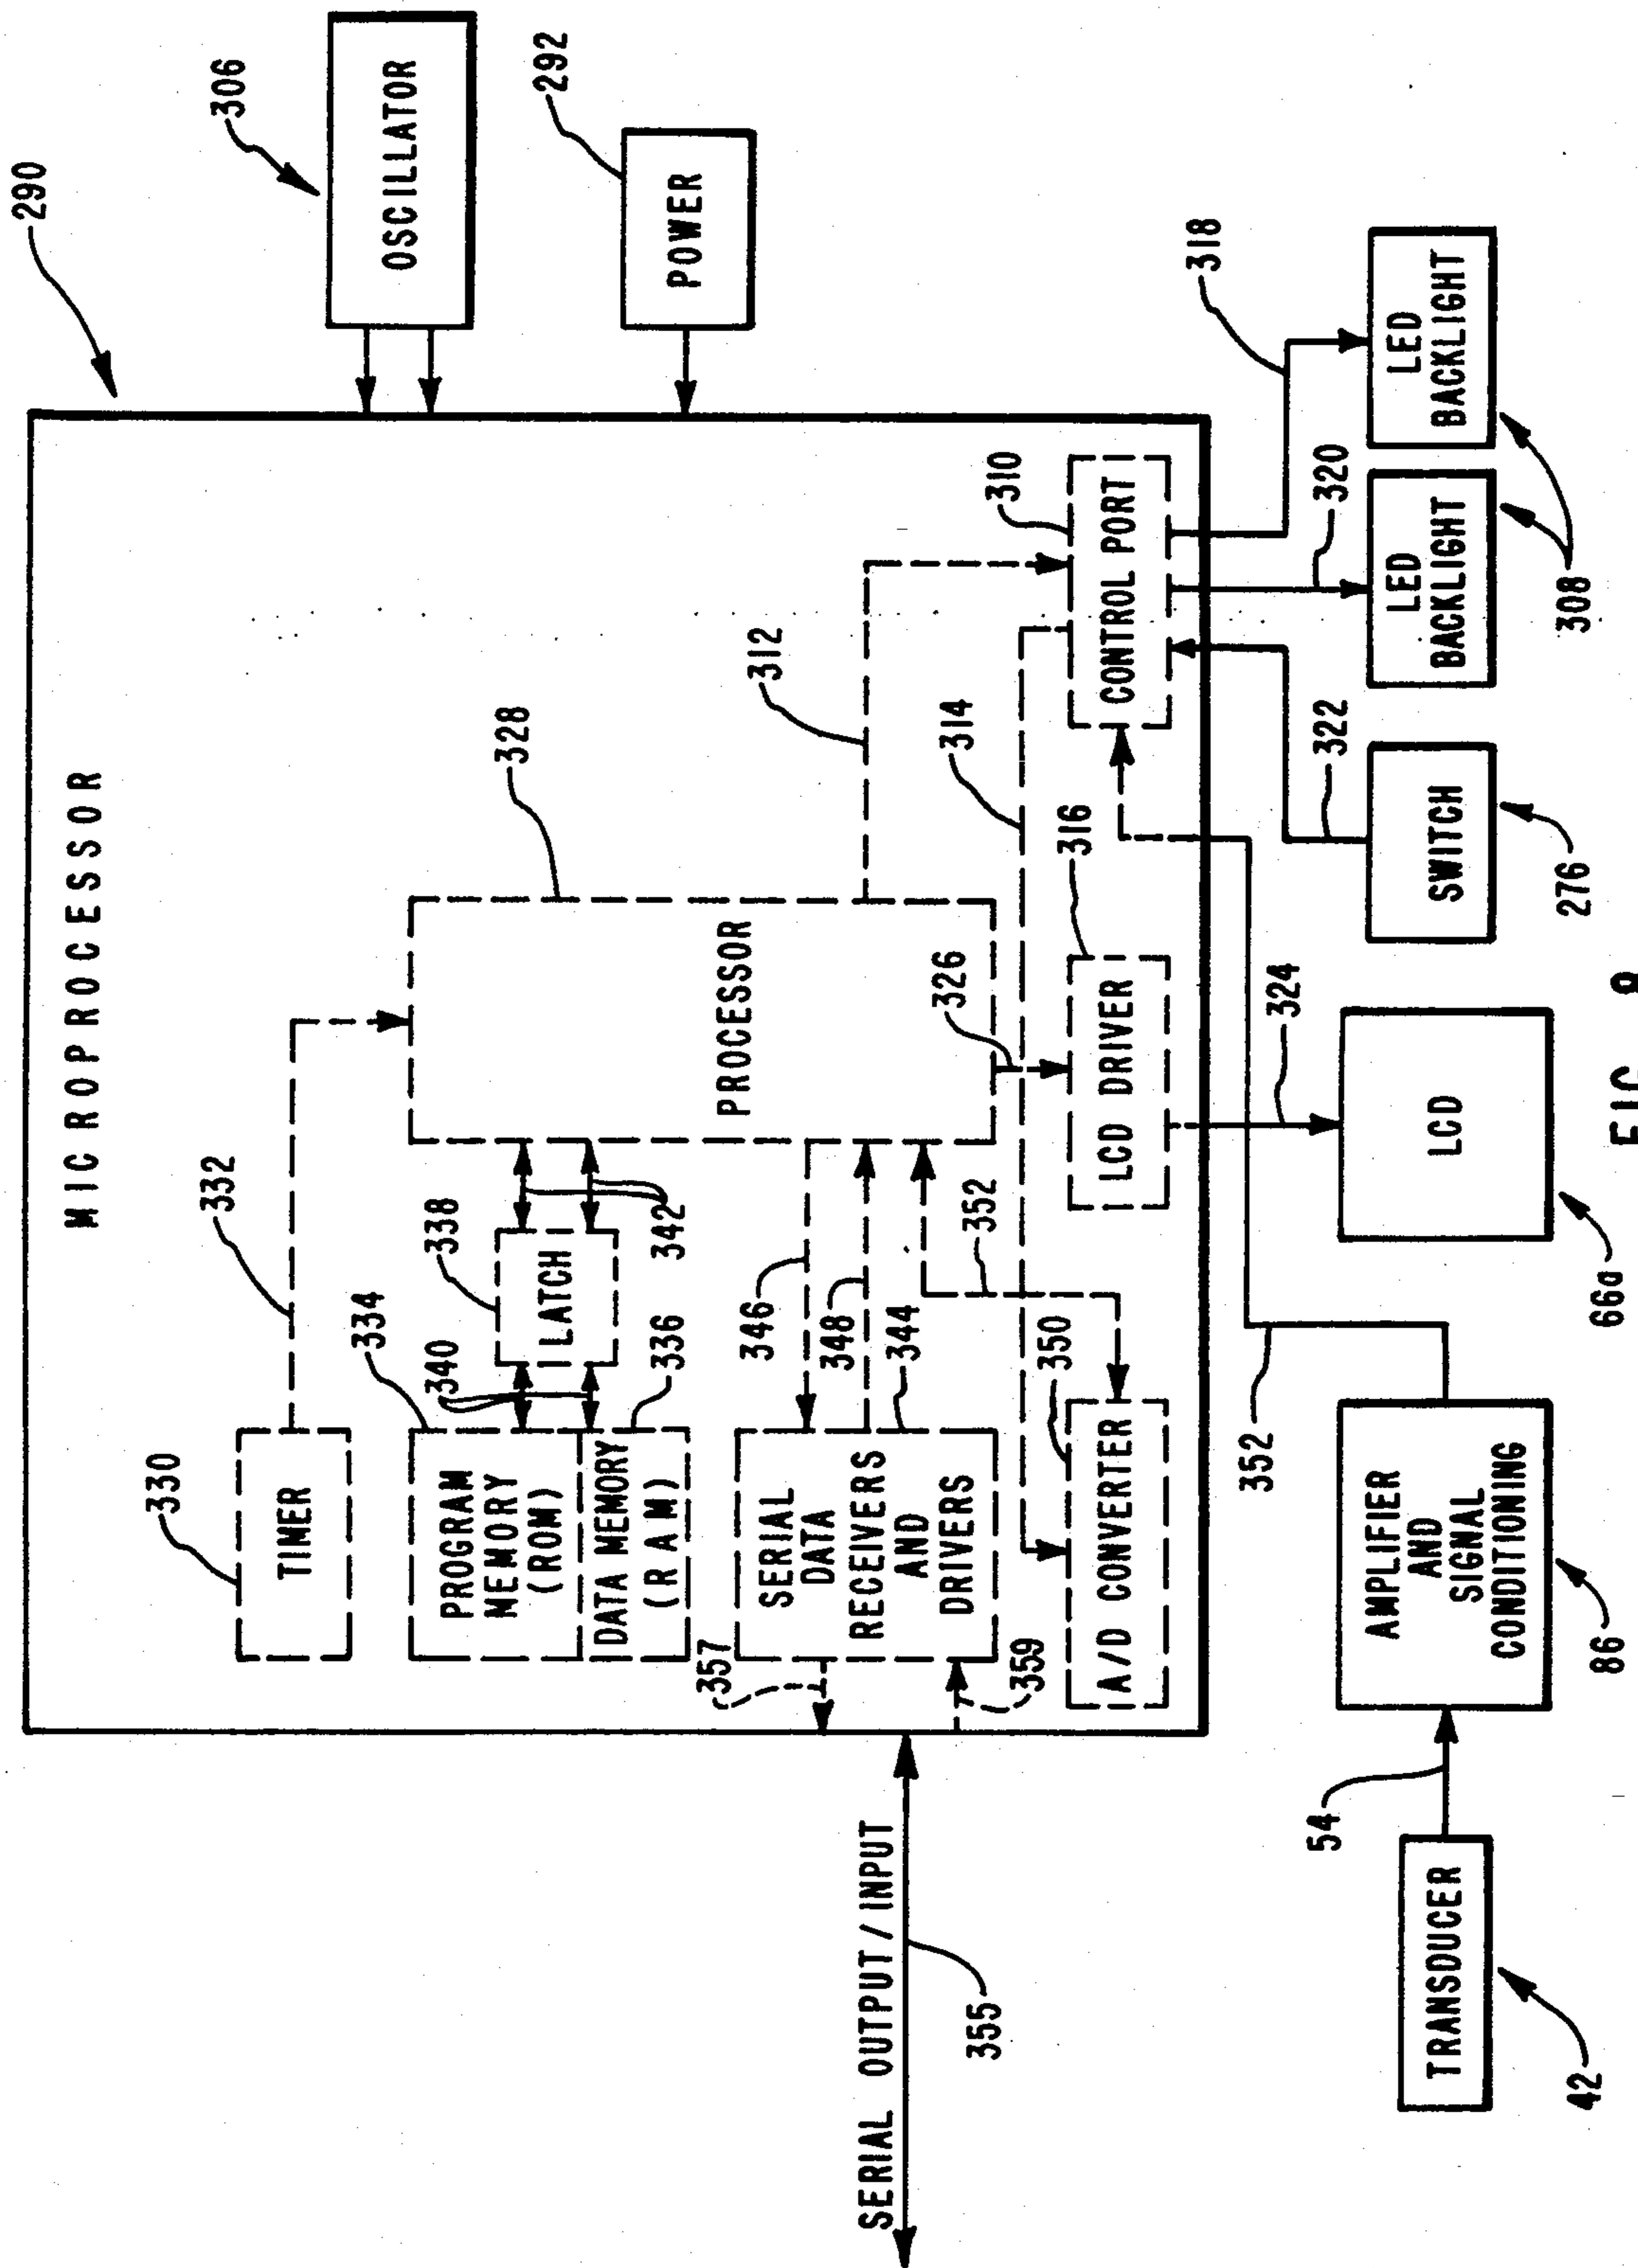 290
MICROPROCESSOR
306
OSCILLATOR
292
POWER
330
TIMER
332
328
PROCESSOR
334
PROGRAM
MEMORY
(ROM)
340
338
LATCH
342
336
DATA MEMORY
(RAM)
346
348
344
SERIAL
DATA
RECEIVERS
AND
DRIVERS
357
359
SERIAL OUTPUT/INPUT
355
350
A/D CONVERTER
352
326
316
LCD DRIVER
312
314
310
CONTROL PORT
318
320
322
324
352
54
TRANSDUCER
42
AMPLIFIER
AND
SIGNAL
CONDITIONING
86
LCD
66a
SWITCH
276
LED
BACKLIGHT
LED
BACKLIGHT
308